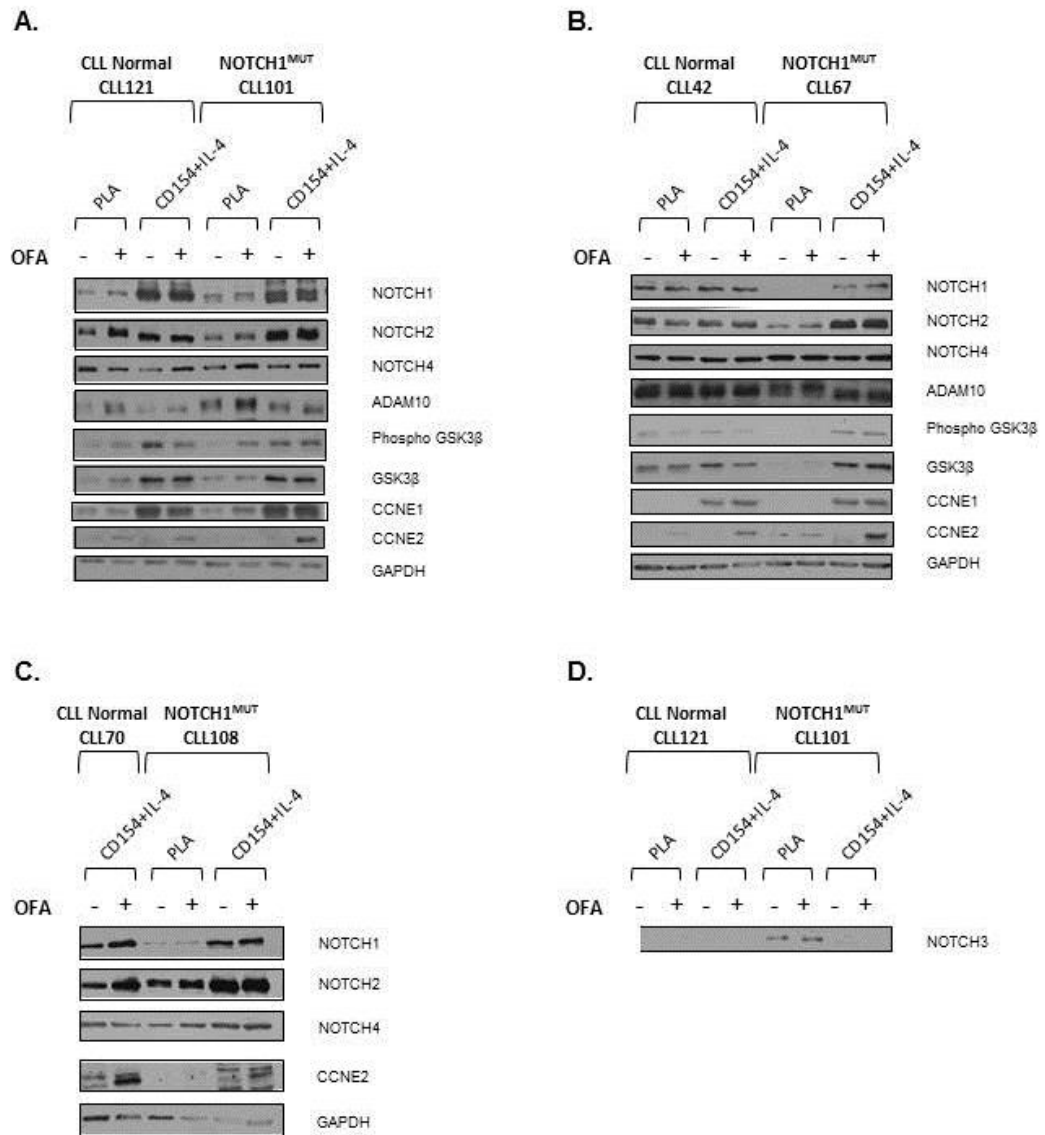 A.
CLL Normal NOTCH1MUT
CLL121 CLL101
PLA CD154+IL-4 PLA CD154+IL-4
OFA - + - + - + - +
NOTCH1
NOTCH2
NOTCH4
ADAM10
Phospho GSK3β
GSK3β
CCNE1
CCNE2
GAPDH
B.
CLL Normal NOTCH1MUT
CLL42 CLL67
PLA CD154+IL-4 PLA CD154+IL-4
OFA - + - + - + - +
NOTCH1
NOTCH2
NOTCH4
ADAM10
Phospho GSK3β
GSK3β
CCNE1
CCNE2
GAPDH
C.
CLL Normal NOTCH1MUT
CLL70 CLL108
CD154+IL-4 PLA CD154+IL-4
OFA - + - + - +
NOTCH1
NOTCH2
NOTCH4
CCNE2
GAPDH
D.
CLL Normal NOTCH1MUT
CLL121 CLL101
PLA CD154+IL-4 PLA CD154+IL-4
OFA - + - + - + - +
NOTCH3